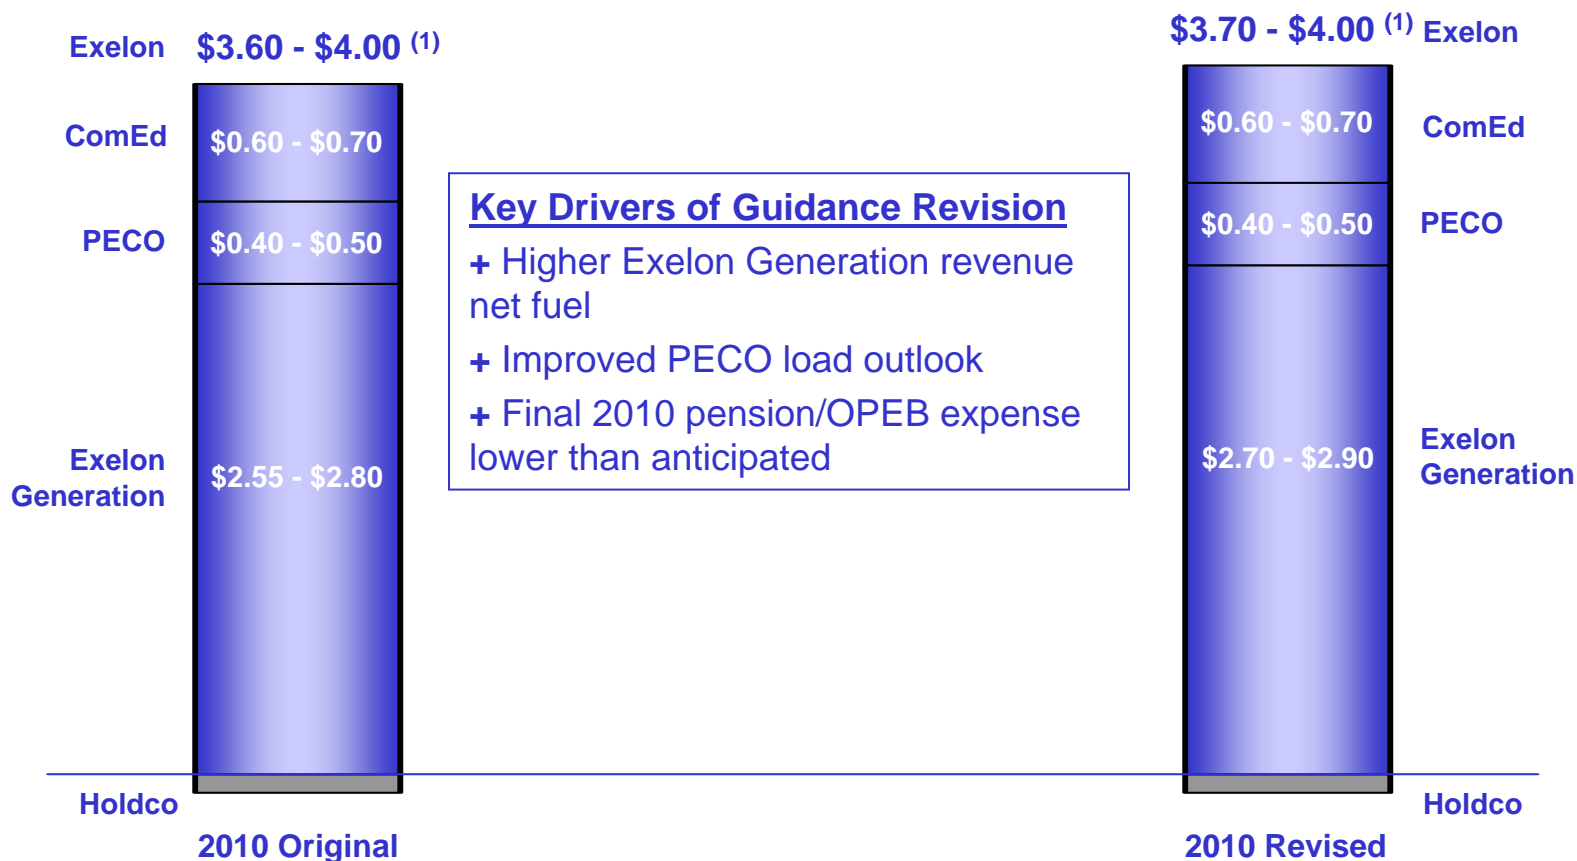 Exelon $3.60 - $4.00 (1)
ComEd $0.60 - $0.70
PECO $0.40 - $0.50
Exelon
Generation
$2.55 - $2.80
Holdco
2010 Original
Key Drivers of Guidance Revision
+ Higher Exelon Generation revenue
net fuel
+ Improved PECO load outlook
+ Final 2010 pension/OPEB expense
lower than anticipated
$3.70 - $4.00 (1) Exelon
$0.60 - $0.70 ComEd
$0.40 - $0.50 PECO
$2.70 - $2.90
Exelon
Generation
Holdco
2010 Revised